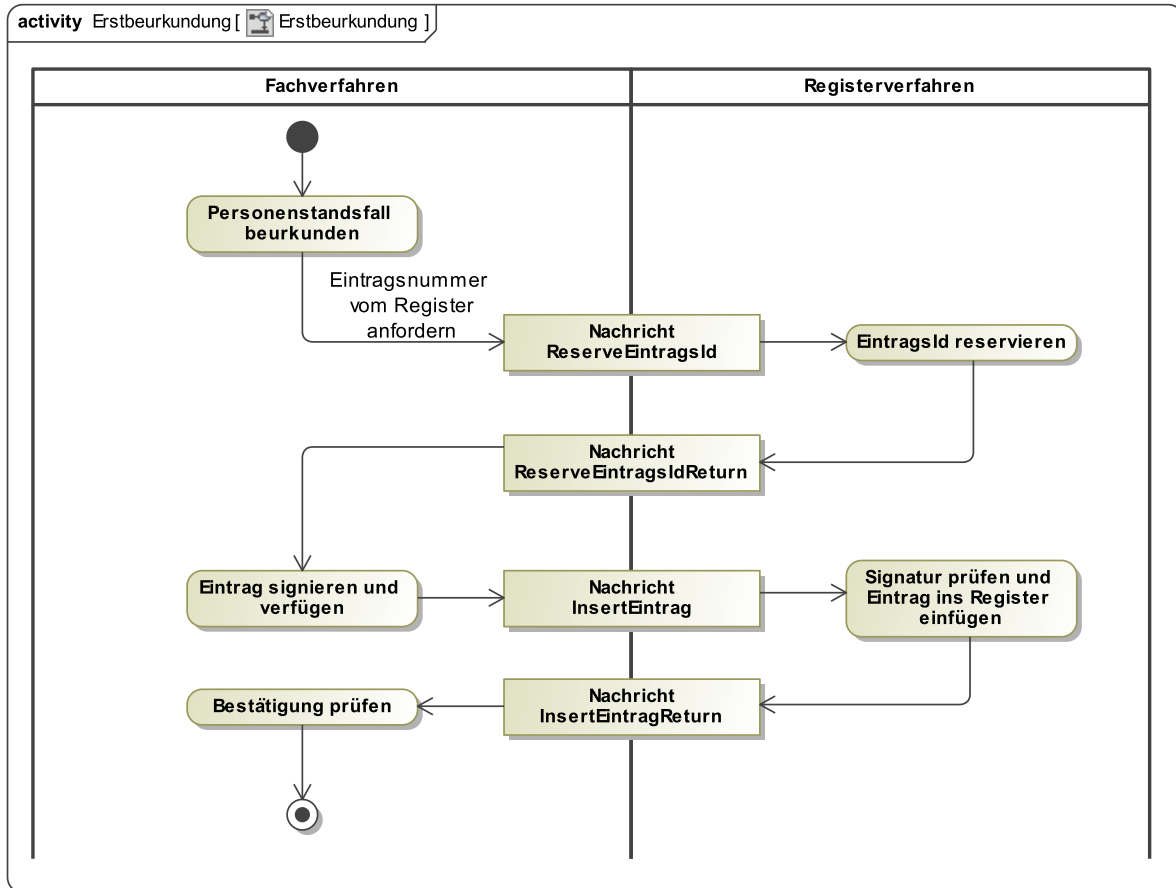 activity Erstbeurkundung [ Erstbeurkundung ]
Fachverfahren
Registerverfahren
Personenstandsfall
beurkunden
Eintragsnummer
vom Register
anfordern
Nachricht
ReserveEintragsId
EintragsId reservieren
Nachricht
ReserveEintragsIdReturn
Eintrag signieren und
verfügen
Nachricht
InsertEintrag
Signatur prüfen und
Eintrag ins Register
einfügen
Bestätigung prüfen
Nachricht
InsertEintragReturn